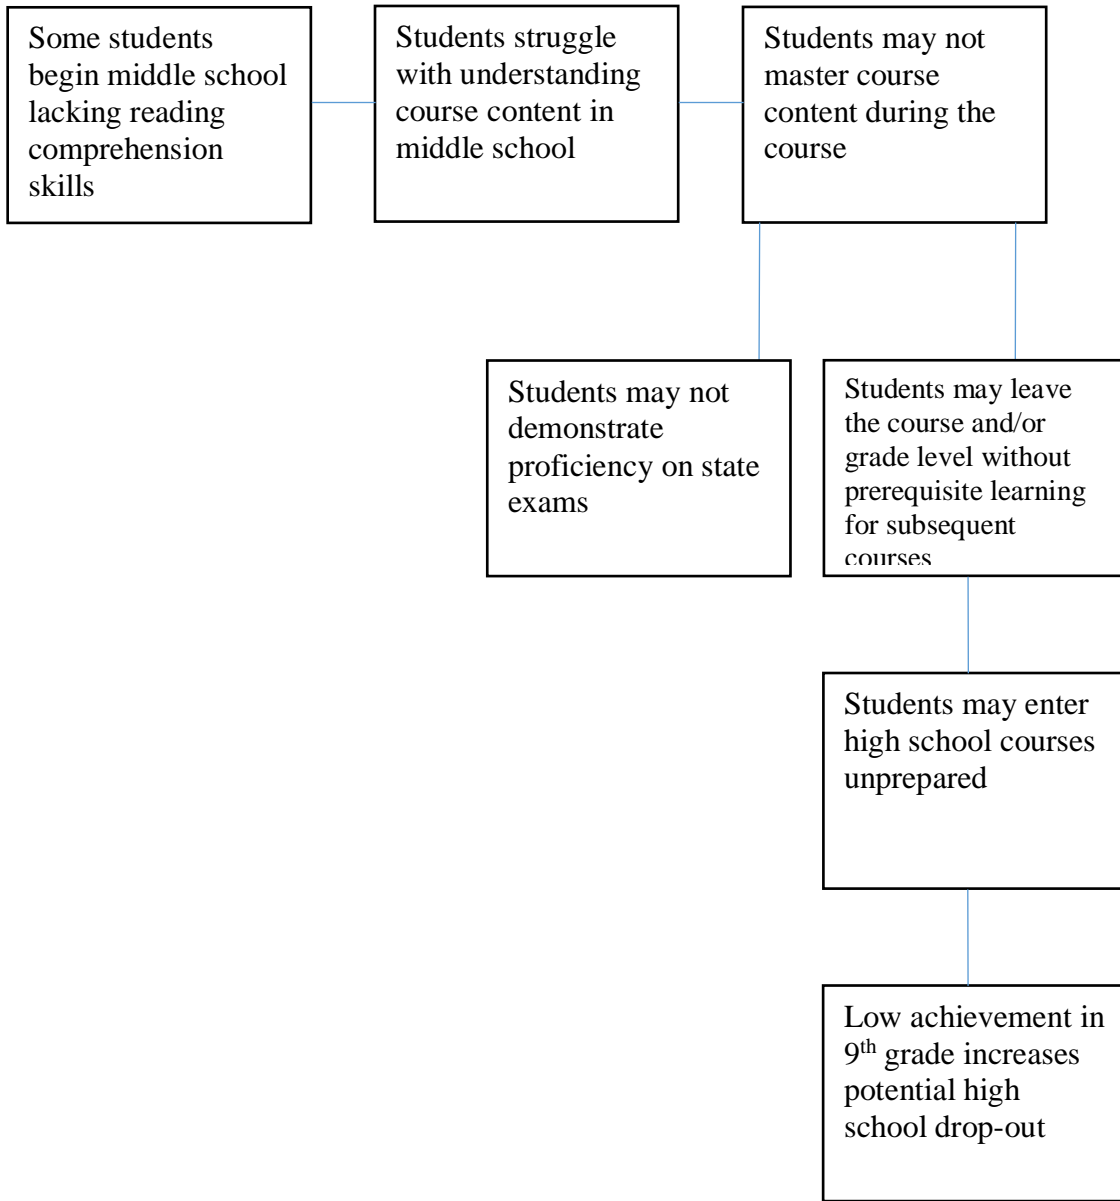 Some students
begin middle school
lacking reading
comprehension
skills
Students struggle
with understanding
course content in
middle school
Students may not
master course
content during the
course
Students may not
demonstrate
proficiency on state
exams
Students may leave
the course and/or
grade level without
prerequisite learning
for subsequent
courses
Students may enter
high school courses
unprepared
Low achievement in
9th grade increases
potential high
school drop-out